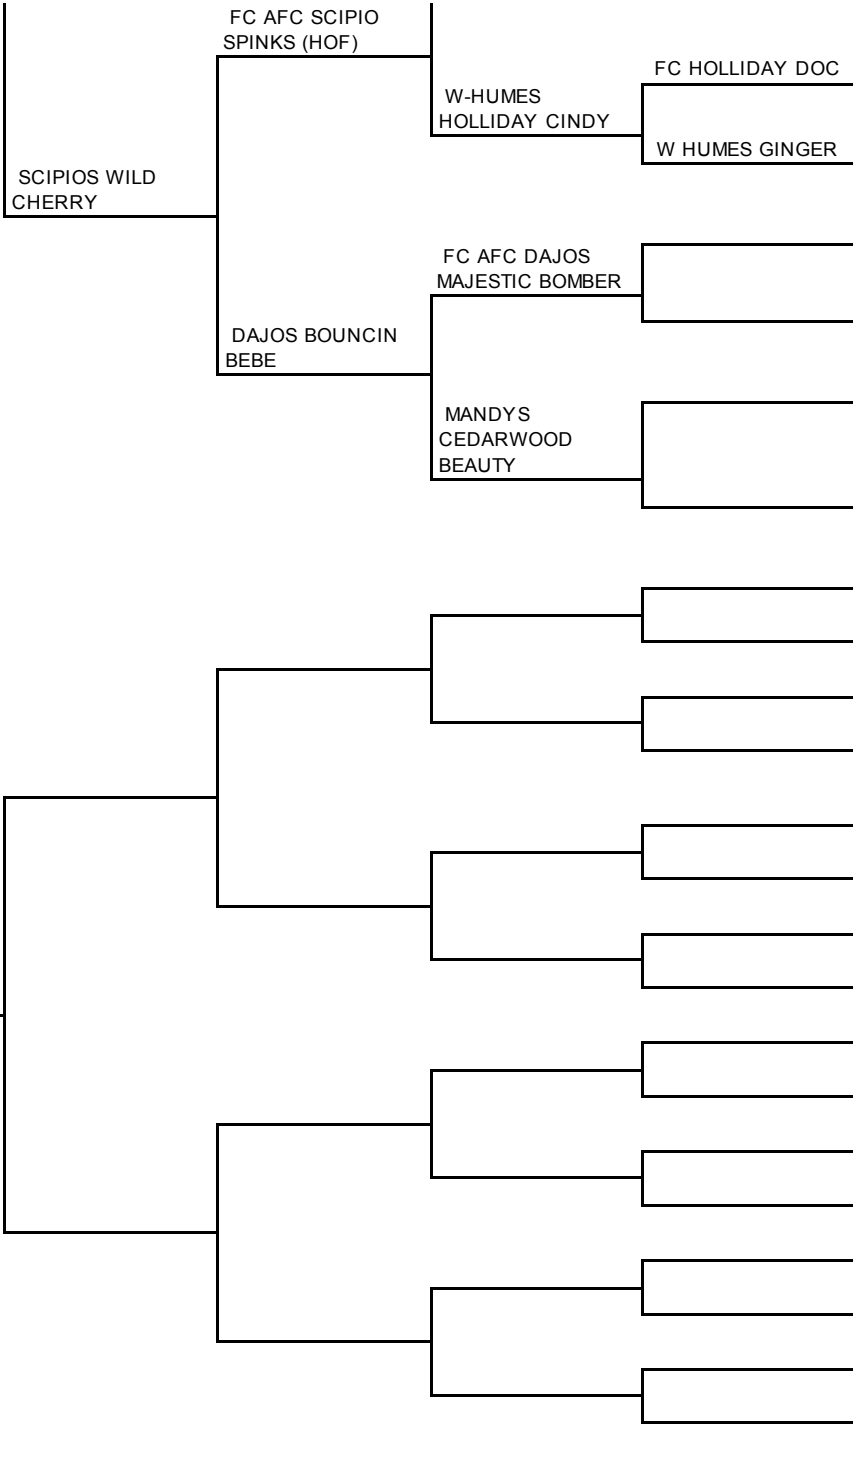 FC AFC SCIPIO
SPINKS (HOF)
FC HOLLIDAY DOC
W-HUMES
HOLLIDAY CINDY
W HUMES GINGER
SCIPIOS WILD
CHERRY
FC AFC DAJOS
MAJESTIC BOMBER
DAJOS BOUNCIN
BEBE
MANDYS
CEDARWOOD
BEAUTY